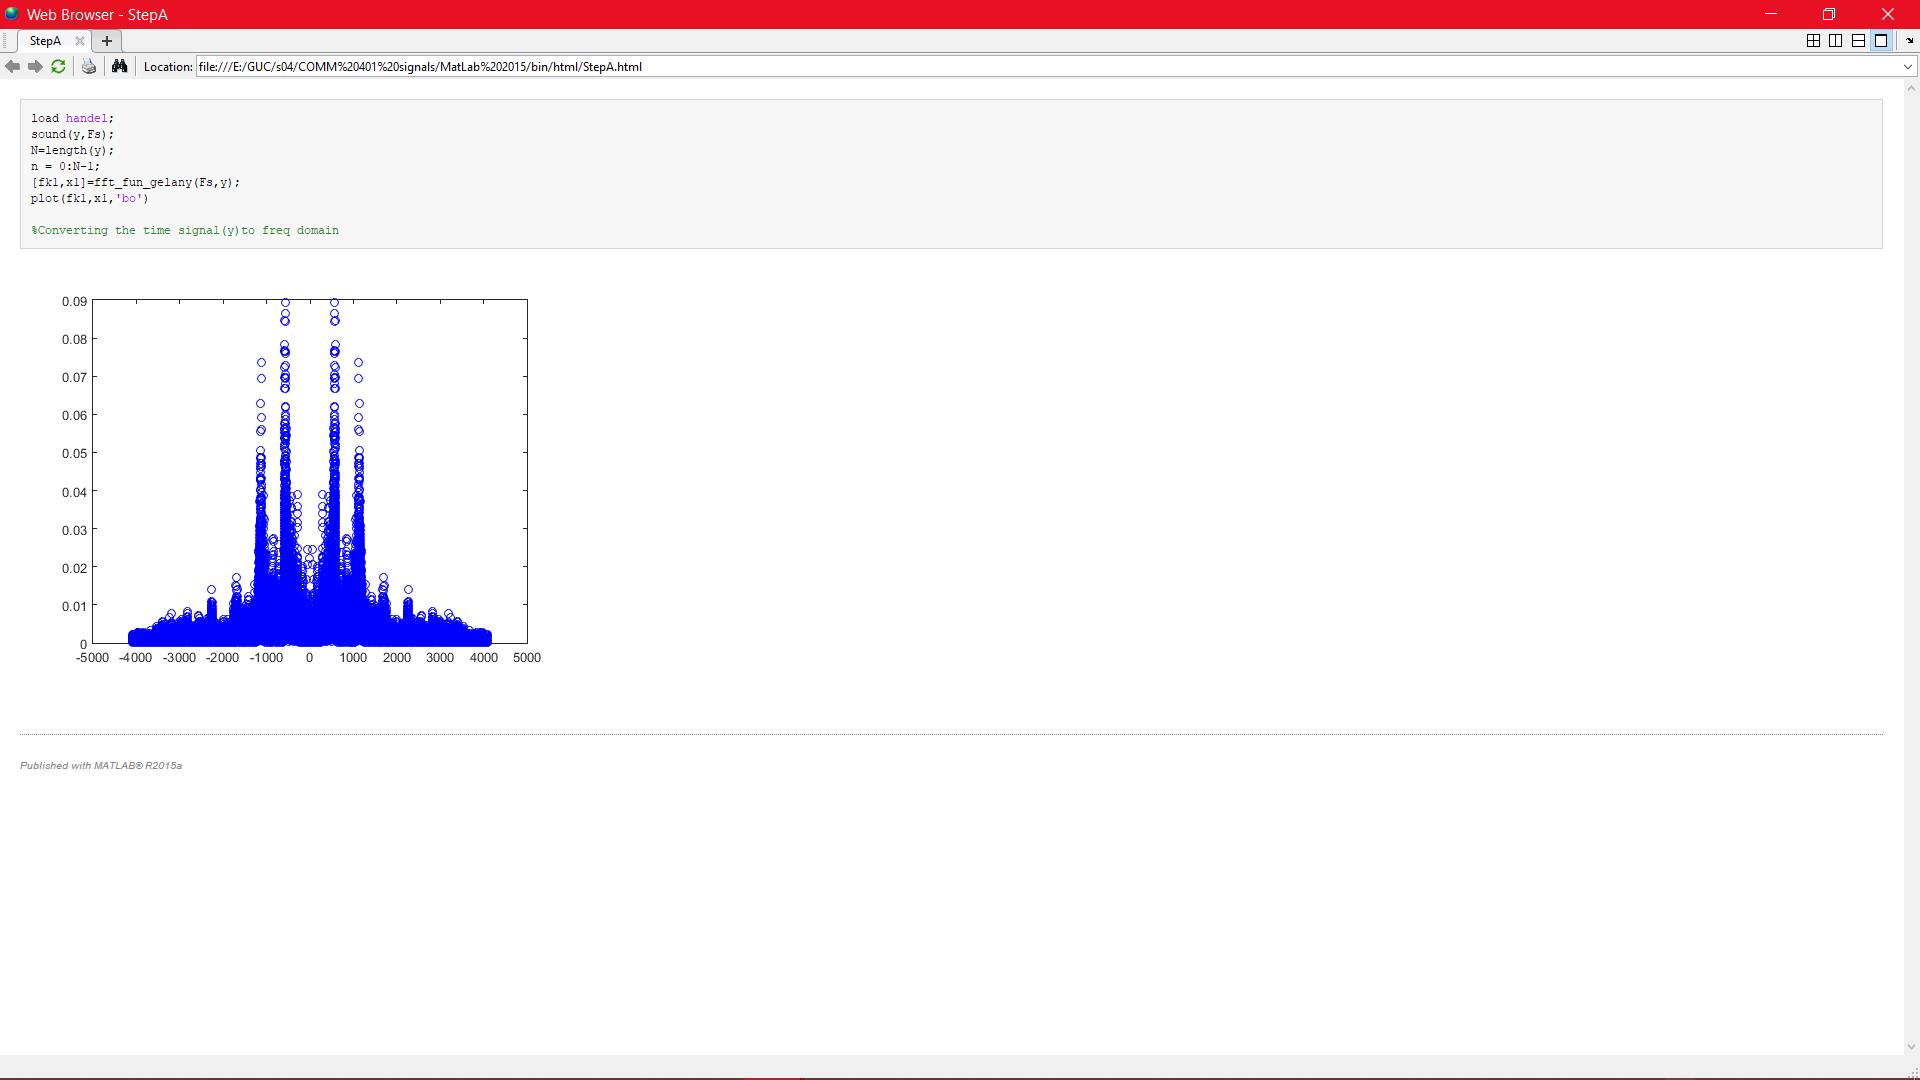 Web Browser - StepA
StepA
Location: file:///E:/GUC/s04/COMM%20401%20signals/MatLab%202015/bin/html/StepA.html
load handel;
sound(y,Fs);
N=length(y);
n = 0:N-1;
[fk1,x1]=fft_fun_gelany(Fs,y);
plot(fk1,x1,'bo')
%Converting the time signal(y)to freq domain
0.09
0.08
0.07
0.06
0.05
0.04
0.03
0.02
0.01
0
-5000 -4000 -3000 -2000 -1000 0 1000 2000 3000 4000 5000
Published with MATLAB® R2015a